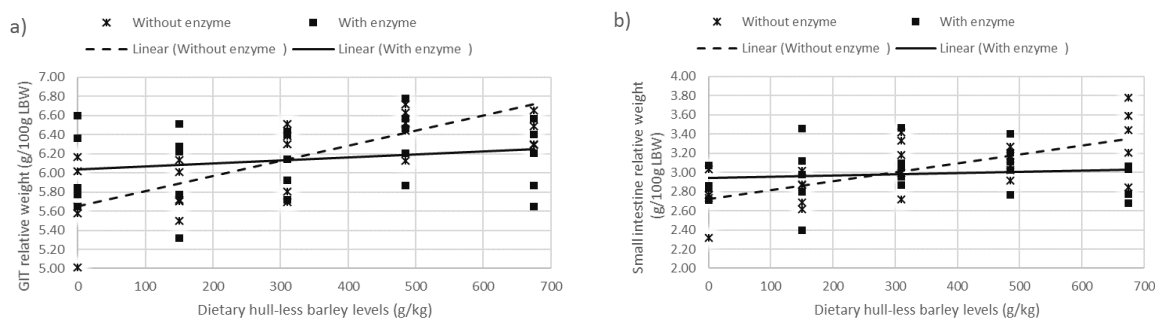 a)
Without enzyme
With enzyme
Linear (Without enzyme )
Linear (With enzyme )
GIT relative weight (g/100g LBW)
7.00
6.80
6.60
6.40
6.20
6.00
5.80
5.60
5.40
5.20
5.00
0
100
200
300
400
500
600
700
Dietary hull-less barley levels (g/kg)
b)
Without enzyme
With enzyme
Linear (Without enzyme )
Linear (With enzyme )
Small intestine relative weight
(g/100g LBW)
4.00
3.80
3.60
3.40
3.20
3.00
2.80
2.60
2.40
2.20
2.00
0
100
200
300
400
500
600
700
Dietary hull-less barley levels (g/kg)